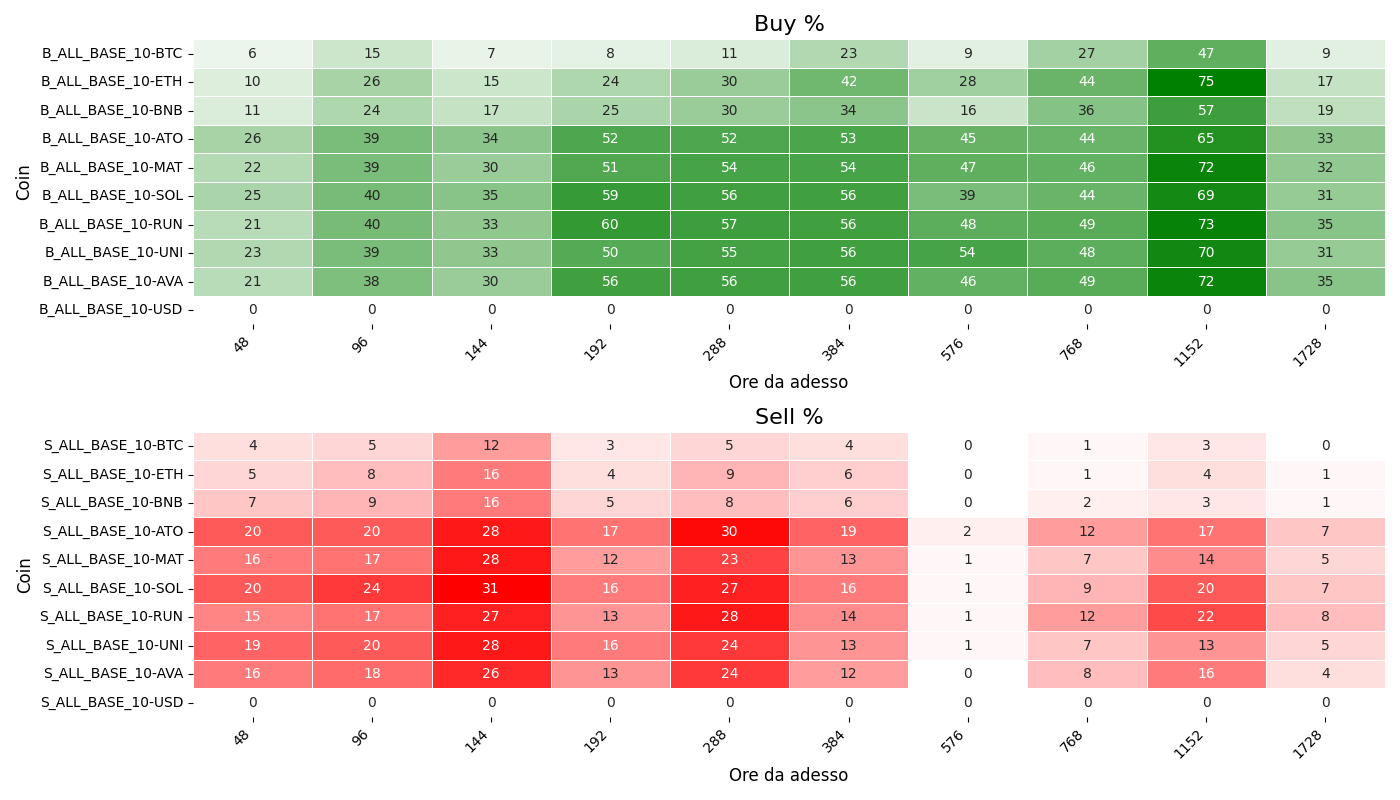 Buy %
Coin
B_ALL_BASE_10-BTC 6 15 7 8 11 23 9 27 47 9
B_ALL_BASE_10-ETH 10 26 15 24 30 42 28 44 75 17
B_ALL_BASE_10-BNB 11 24 17 25 30 34 16 36 57 19
B_ALL_BASE_10-ATO 26 39 34 52 52 53 45 44 65 33
B_ALL_BASE_10-MAT 22 39 30 51 54 54 47 46 72 32
B_ALL_BASE_10-SOL 25 40 35 59 56 56 39 44 69 31
B_ALL_BASE_10-RUN 21 40 33 60 57 56 48 49 73 35
B_ALL_BASE_10-UNI 23 39 33 50 55 56 54 48 70 31
B_ALL_BASE_10-AVA 21 38 30 56 56 56 46 49 72 35
B_ALL_BASE_10-USD 0 0 0 0 0 0 0 0 0 0
48 96 144 192 288 384 576 768 1152 1728
Ore da adesso
Sell %
Coin
S_ALL_BASE_10-BTC 4 5 12 3 5 4 0 1 3 0
S_ALL_BASE_10-ETH 5 8 16 4 9 6 0 1 4 1
S_ALL_BASE_10-BNB 7 9 16 5 8 6 0 2 3 1
S_ALL_BASE_10-ATO 20 20 28 17 30 19 2 12 17 7
S_ALL_BASE_10-MAT 16 17 28 12 23 13 1 7 14 5
S_ALL_BASE_10-SOL 20 24 31 16 27 16 1 9 20 7
S_ALL_BASE_10-RUN 15 17 27 13 28 14 1 12 22 8
S_ALL_BASE_10-UNI 19 20 28 16 24 13 1 7 13 5
S_ALL_BASE_10-AVA 16 18 26 13 24 12 0 8 16 4
S_ALL_BASE_10-USD 0 0 0 0 0 0 0 0 0 0
48 96 144 192 288 384 576 768 1152 1728
Ore da adesso